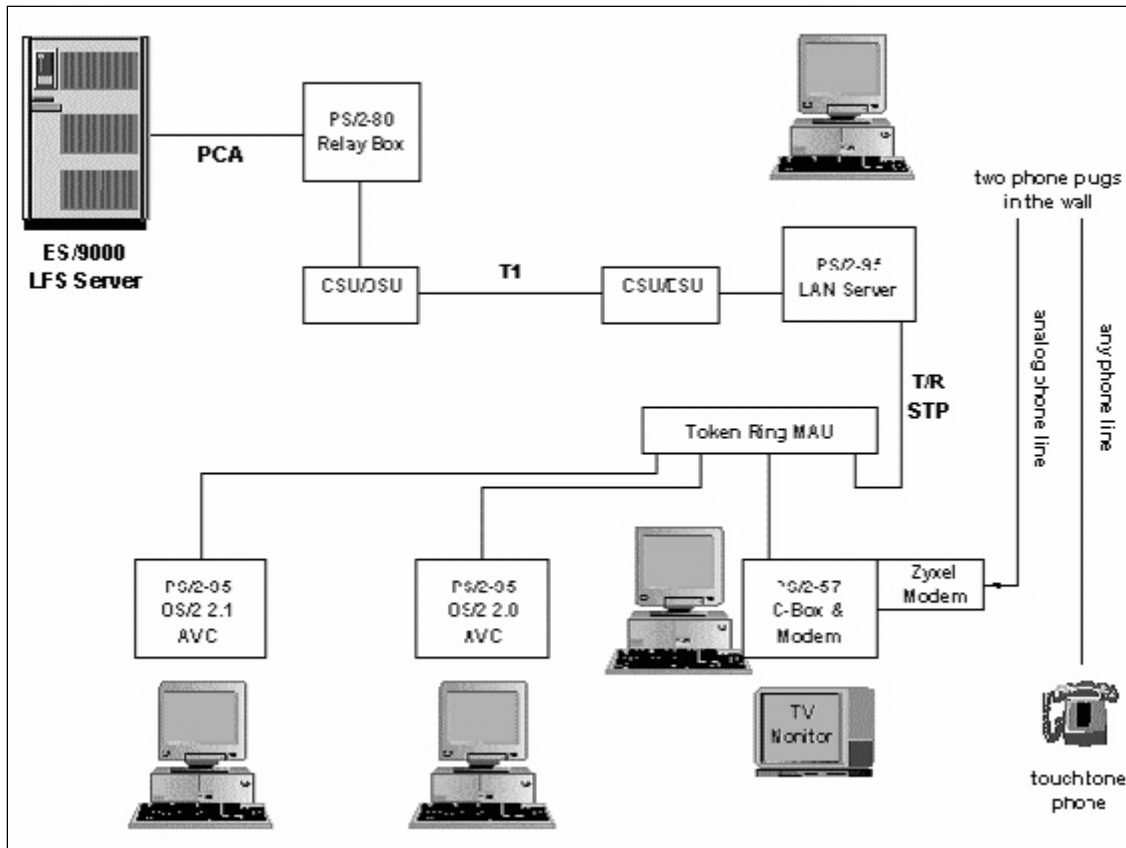 PS/2-80
Relay Box
PCA
ES/9000
LFS Server
two phone pugs
in the wall
CSU/DSU
T1
CSU/DSU
PS/2-95
LAN Server
analog phone line
any phone line
T/R
STP
Token Ring MAU
PS/2-95
OS/2 2.1
AVC
PS/2-95
OS/2 2.0
AVC
PS/2-57
C-Box &
Modem
Zyxel
Modem
TV
Monitor
touchtone
phone